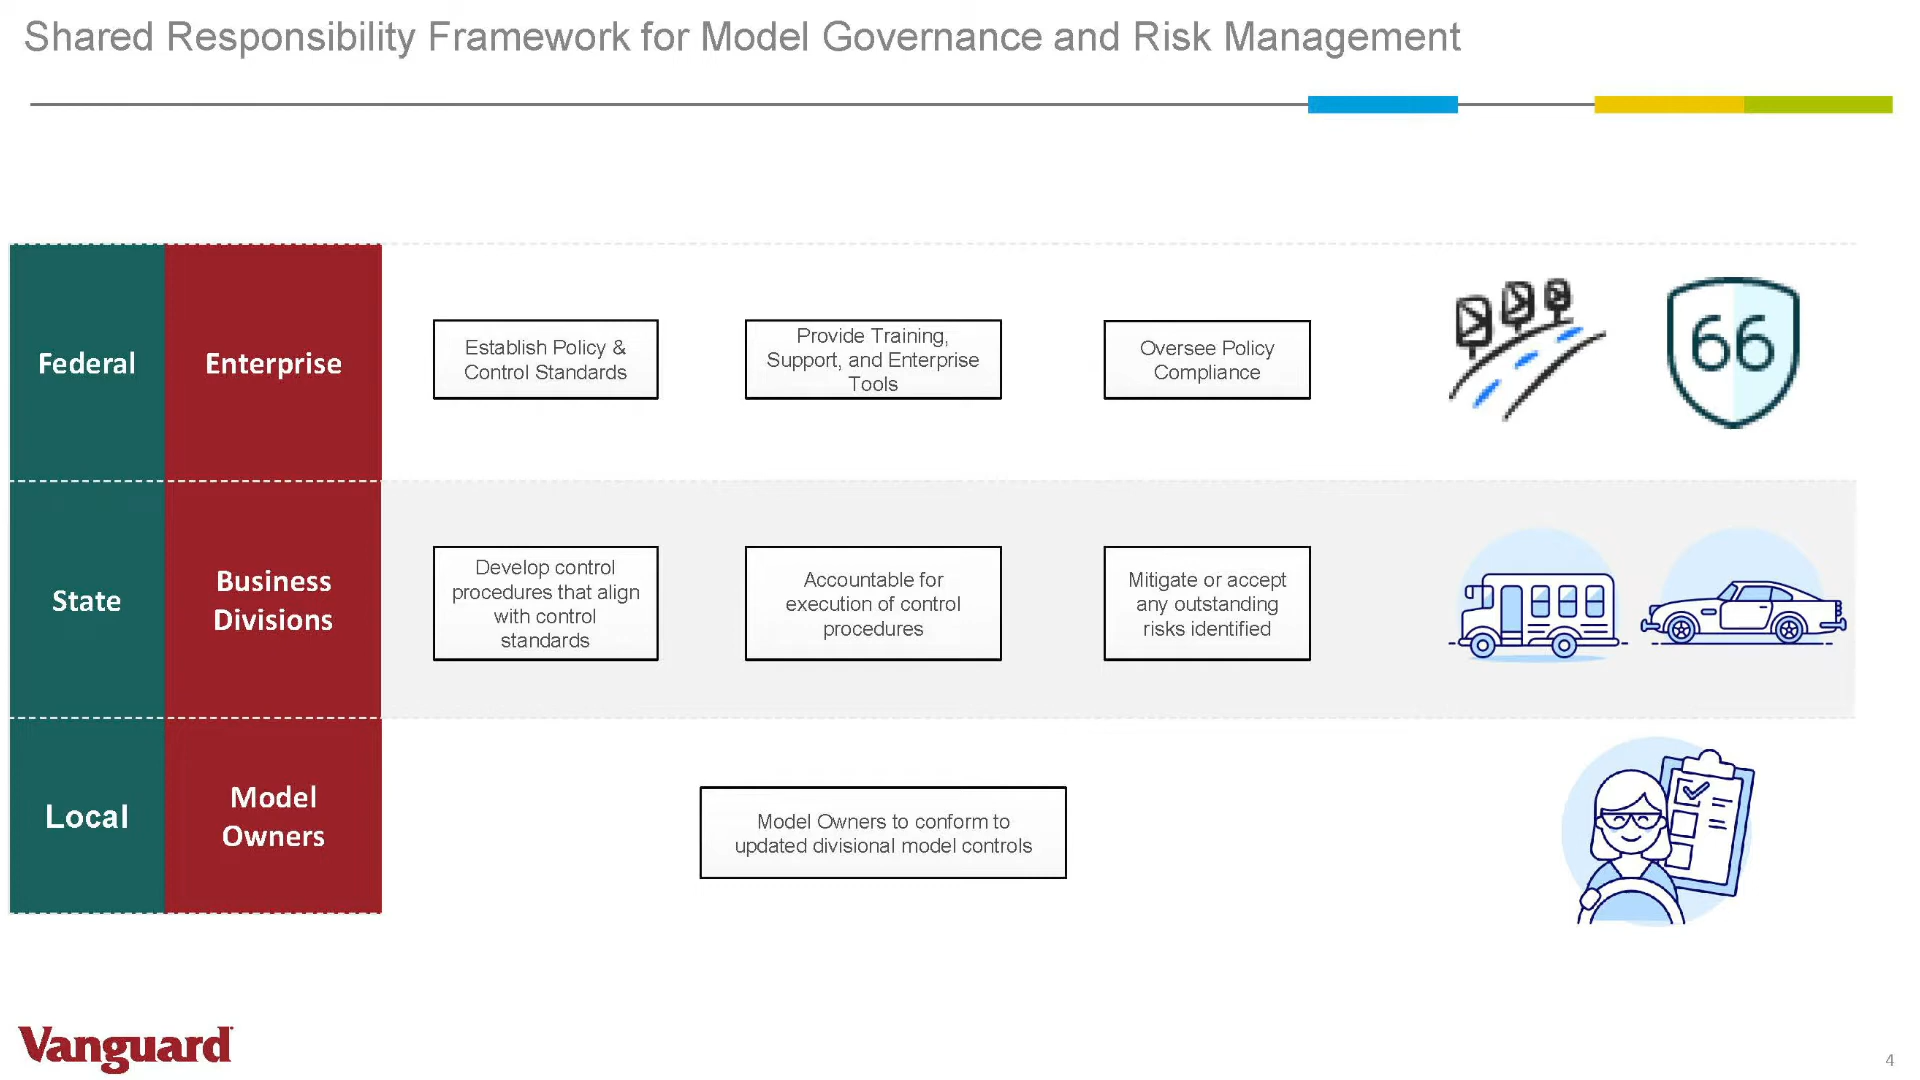 Shared Responsibility Framework for Model Governance and Risk Management
Federal
Enterprise
Establish Policy &
Control Standards
Provide Training,
Support, and Enterprise
Tools
Oversee Policy
Compliance
66
State
Business
Divisions
Develop control
procedures that align
with control
standards
Accountable for
execution of control
procedures
Mitigate or accept
any outstanding
risks identified
Local
Model
Owners
Model Owners to conform to
updated divisional model controls
Vanguard
4